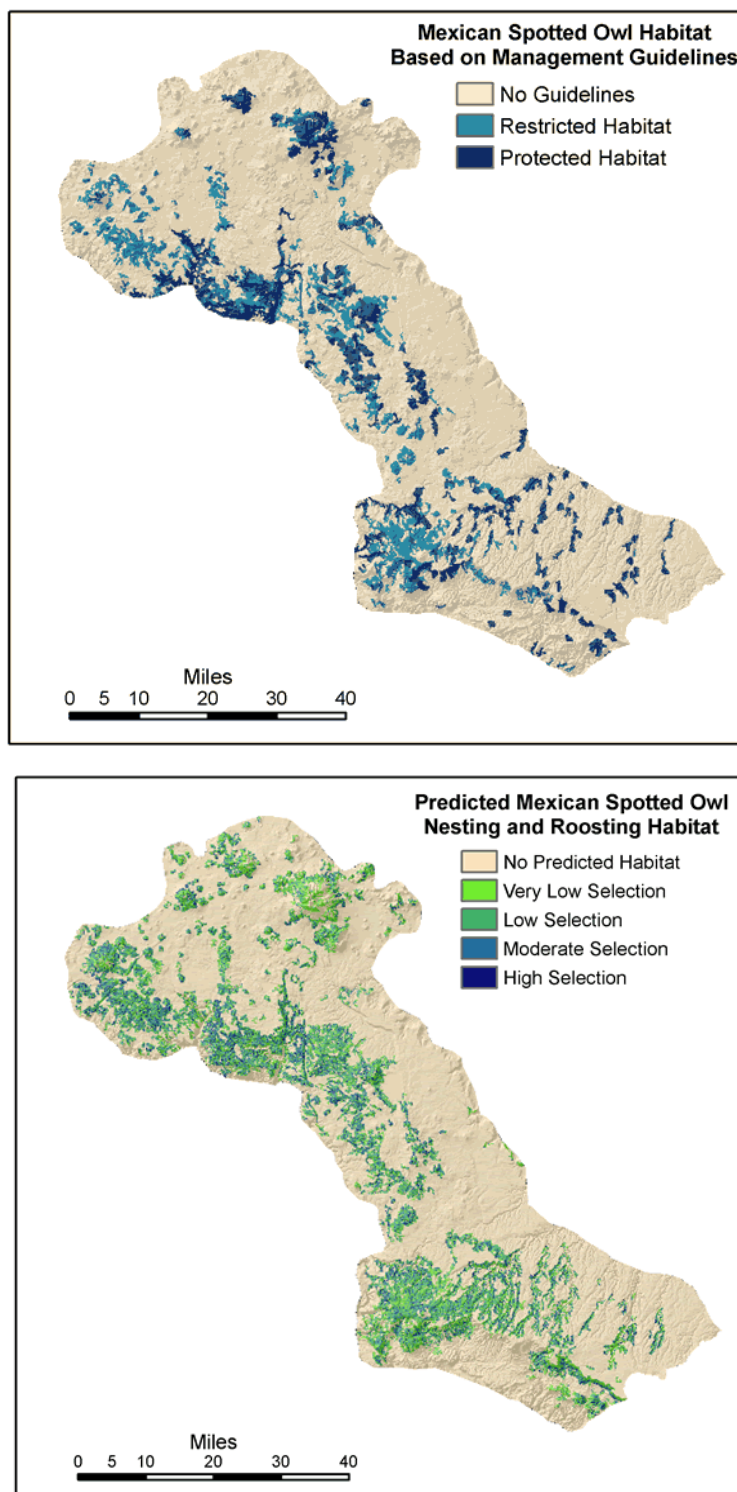 Mexican Spotted Owl Habitat
Based on Management Guidelines
No Guidelines
Restricted Habitat
Protected Habitat
Miles
0 5 10 20 30 40
Predicted Mexican Spotted Owl
Nesting and Roosting Habitat
No Predicted Habitat
Very Low Selection
Low Selection
Moderate Selection
High Selection
Miles
0 5 10 20 30 40